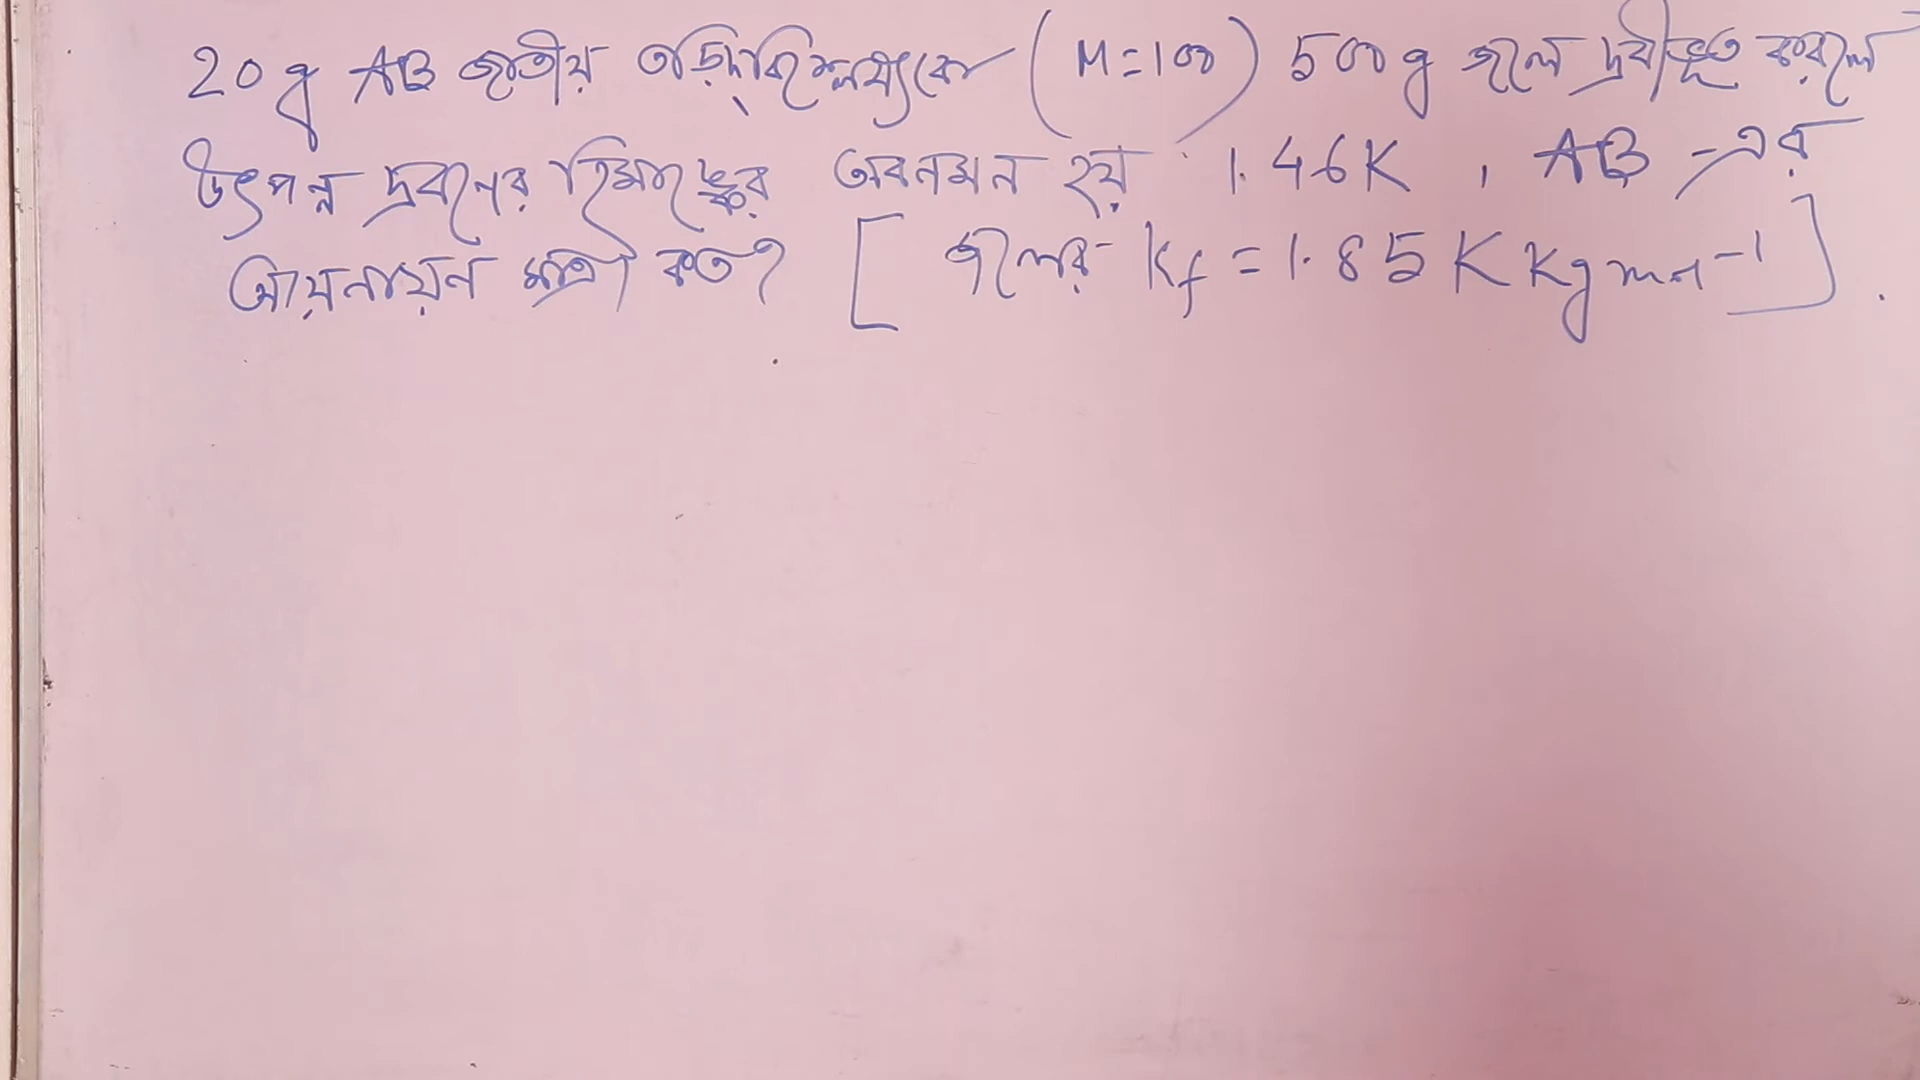 20 g AB জাতীয় তড়িৎবিশ্লেষ্যকে (M=100) 500g জলে দ্রবীভূত করলে
উৎপন্ন দ্রবণের হিমাঙ্কের অবনমন হয় 1.46K , AB -এর
আয়নায়ন মাত্রা কত? [ জলের Kf = 1.85 K Kg mol⁻¹ ] .